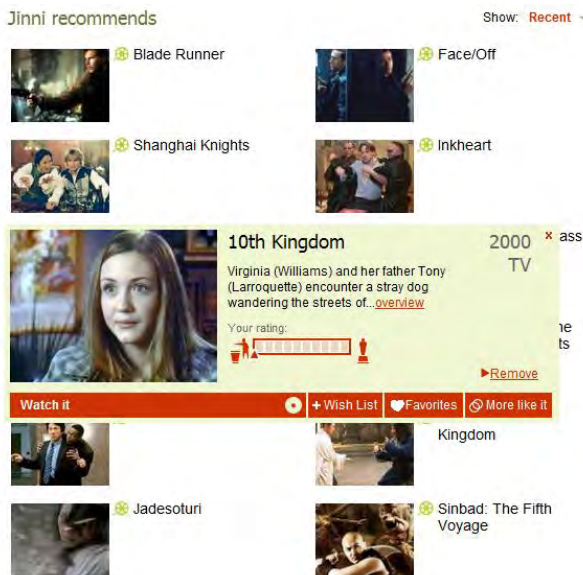 Jinni recommends
Show: Recent
Blade Runner
Face/Off
Shanghai Knights
Inkheart
10th Kingdom
2000
TV
x
ass
Virginia (Williams) and her father Tony
(Larroquette) encounter a stray dog
wandering the streets of...overview
Your rating:
ne
ts
Remove
Watch it
+ Wish List
Favorites
More like it
Kingdom
Jadesoturi
Sinbad: The Fifth
Voyage